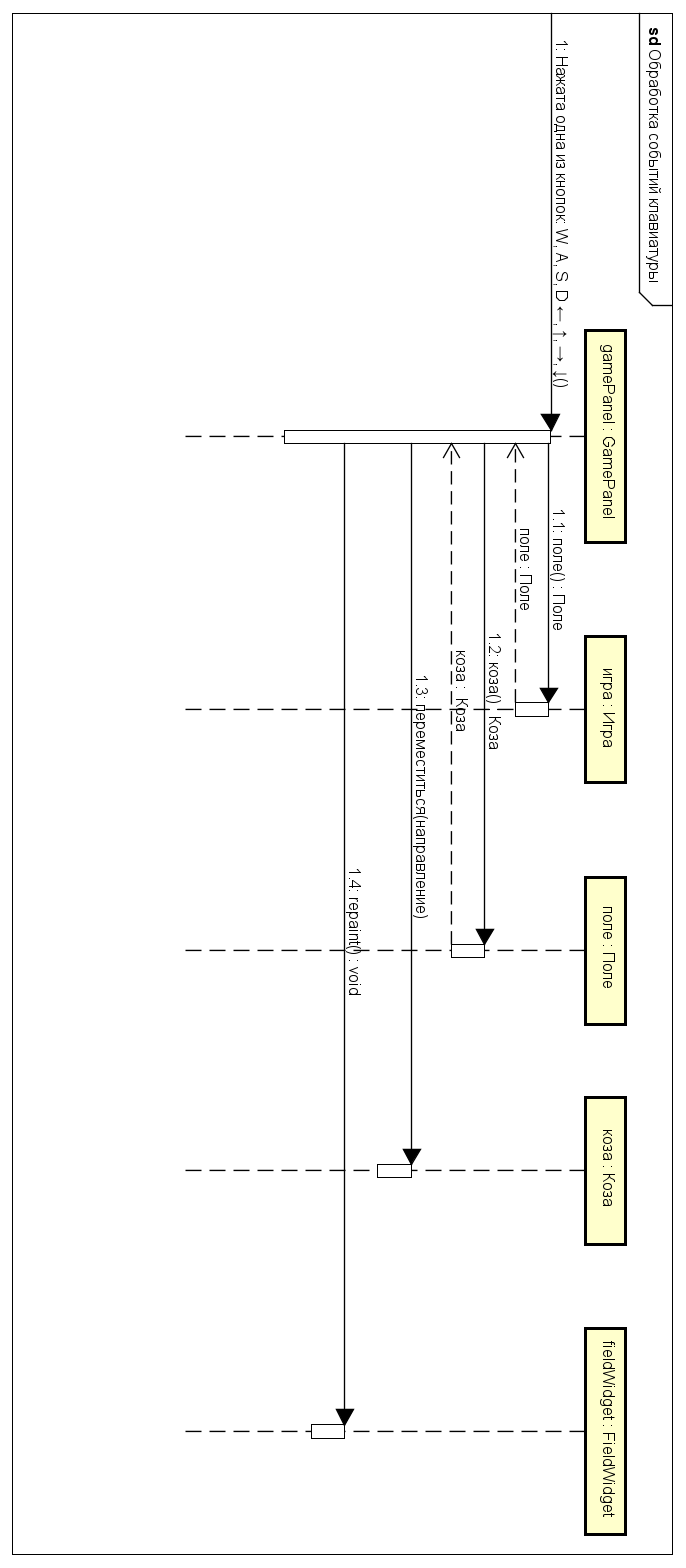 sd Обработка событий клавиатуры
gamePanel : GamePanel
игра : Игра
поле : Поле
коза : Коза
fieldWidget : FieldWidget
1: Нажата одна из кнопок: W, A, S, D ←, ↑, →, ↓()
1.1: поле() : Поле
поле : Поле
1.2: коза() : Коза
коза : Коза
1.3: переместиться(направление)
1.4: repaint() : void